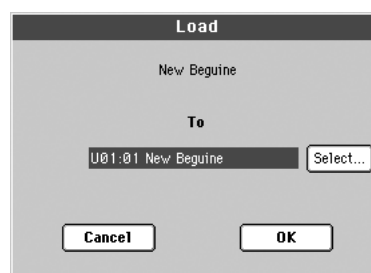 Load
New Beguine
To
U01:01 New Beguine
Select...
Cancel
OK